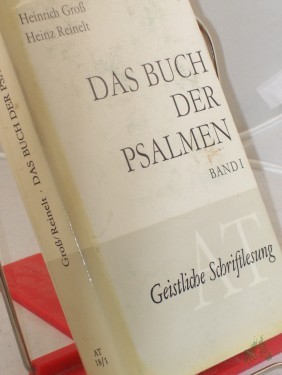 Heinrich Groß
Heinz Reinelt
DAS BUCH
DER
PSALMEN
BAND I
AT
Geistliche Schriftlesung
Groß/Reinelt · DAS BUCH DER
AT
18/1